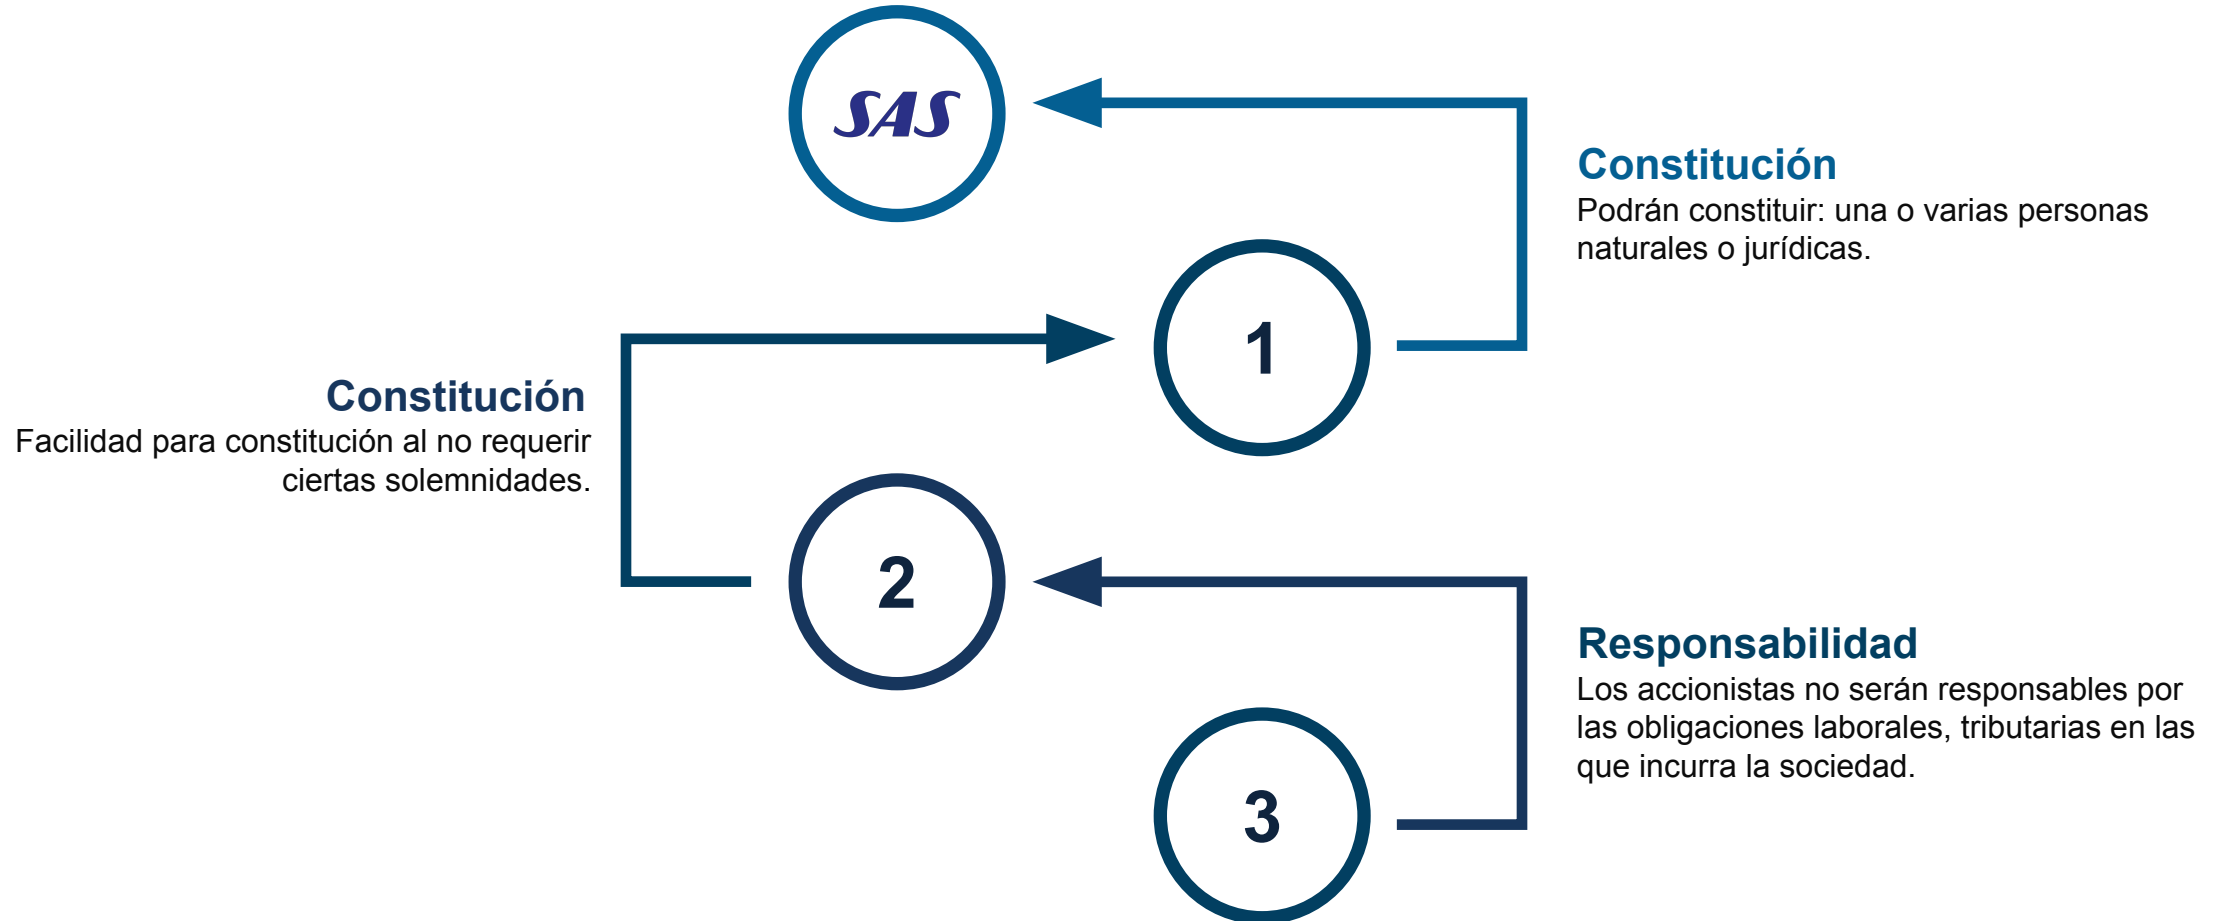 SAS
Constitución
Podrán constituir: una o varias personas
naturales o jurídicas.
1
Constitución
Facilidad para constitución al no requerir
ciertas solemnidades.
2
Responsabilidad
Los accionistas no serán responsables por
las obligaciones laborales, tributarias en las
que incurra la sociedad.
3